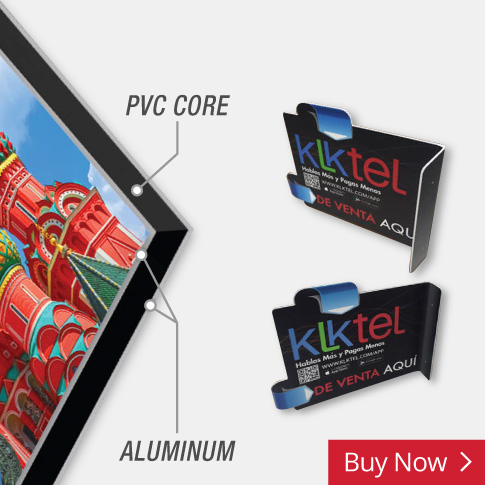 PVC CORE
ALUMINUM
KLKtel
Hablas Más y Pagas Menos
WWW.KLKTEL.COM/APP
DE VENTA AQUÍ
KLKtel
Hablas Más y Pagas Menos
WWW.KLKTEL.COM/APP
DE VENTA AQUÍ
Buy Now